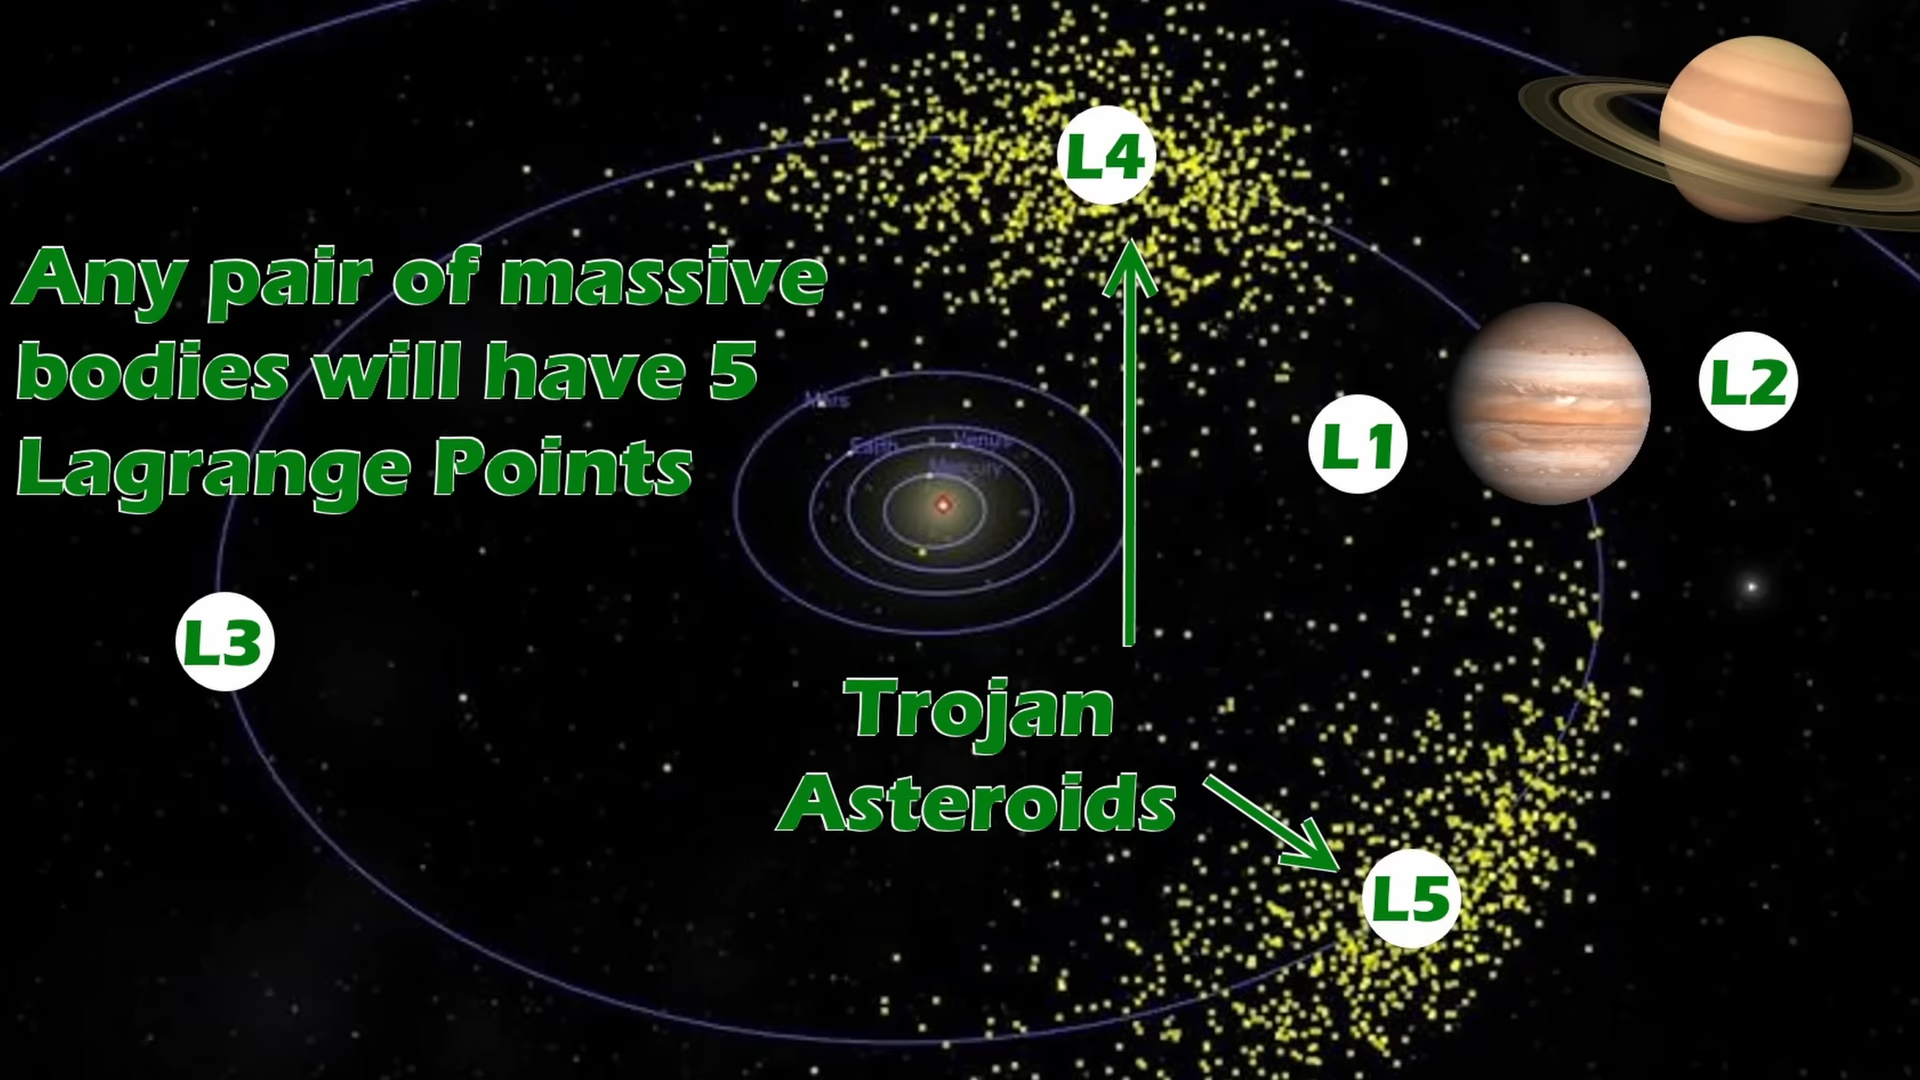 L4
Any pair of massive
bodies will have 5
Lagrange Points
L2
L1
Mars
Earth
Venus
Mercury
L3
Trojan
Asteroids
L5